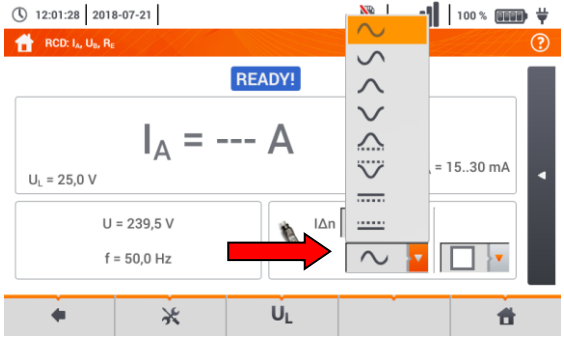 12:01:28 2018-07-21 100 %
RCD: IA, UB, RE ?
READY!
IA = --- A
UL = 25,0 V
= 15..30 mA
U = 239,5 V
IΔn
f = 50,0 Hz
UL